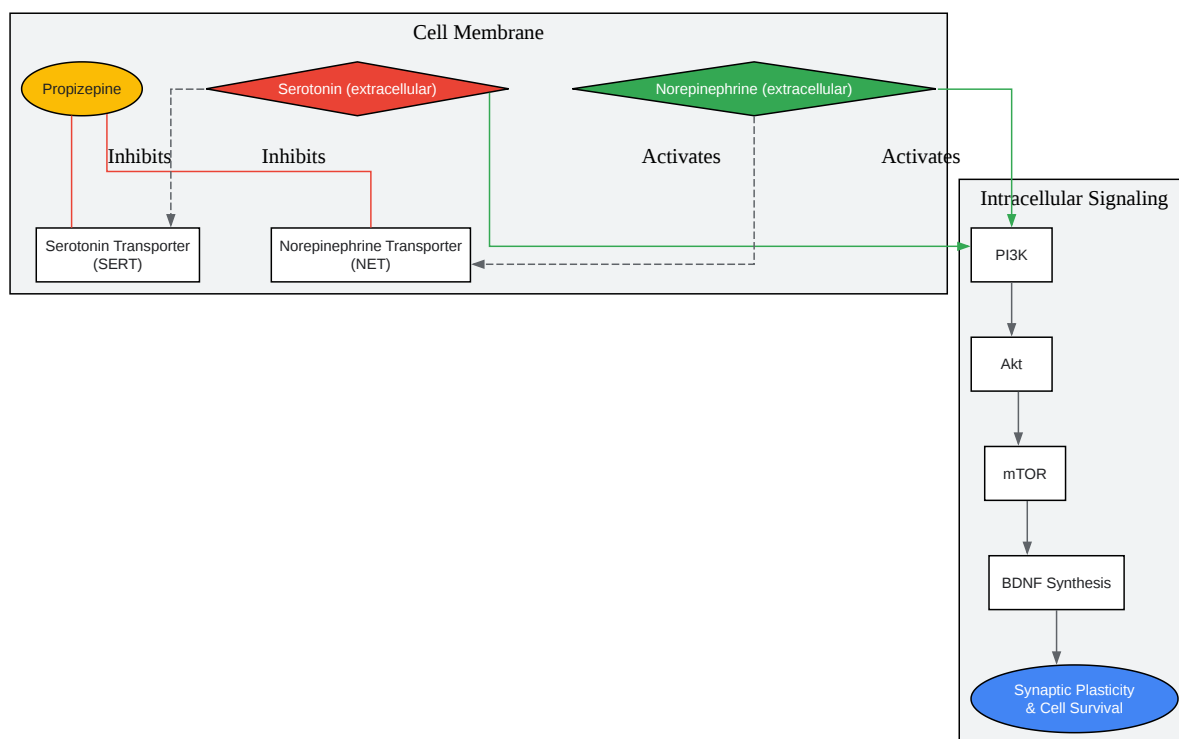 Cell Membrane
Propizepine
Serotonin (extracellular)
Norepinephrine (extracellular)
Inhibits
Inhibits
Activates
Activates
Intracellular Signaling
Serotonin Transporter
(SERT)
Norepinephrine Transporter
(NET)
PI3K
Akt
mTOR
BDNF Synthesis
Synaptic Plasticity
& Cell Survival